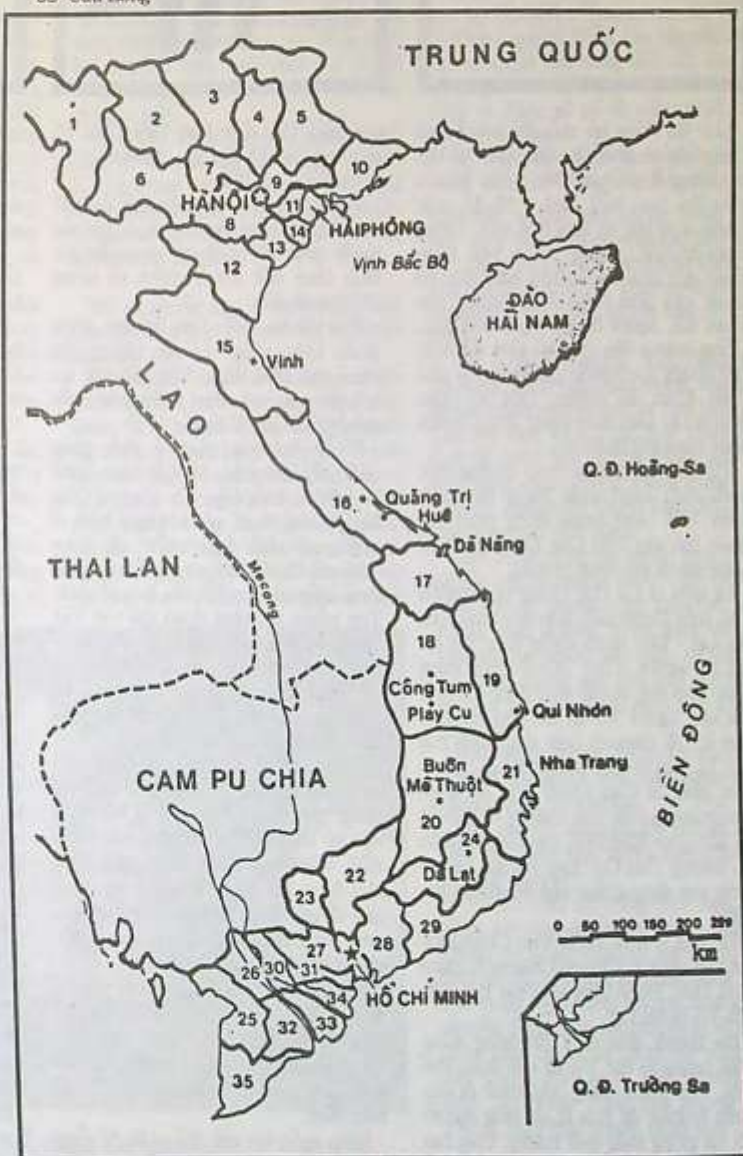 TRUNG QUỐC
1
2
3
4
5
6
7
9
10
HÀNỘI
11
8
14
HẢIPHÒNG
13
12
Vịnh Bắc Bộ
ĐẢO
HẢI NAM
15
Vinh
LAO
Q. Đ. Hoàng-Sa
16
Quảng Trị
Huế
Đà Nẵng
THAI LAN
Mecong
17
18
19
Công Tum
Plây Cu
Qui Nhơn
BIỂN ĐÔNG
CAM PU CHIA
Buôn
Mê Thuột
21
Nha Trang
20
24
Đà Lạt
22
23
0 50 100 150 200
Km
27
28
29
26
30
31
HỒ CHÍ MINH
34
25
32
33
35
Q. Đ. Trường Sa